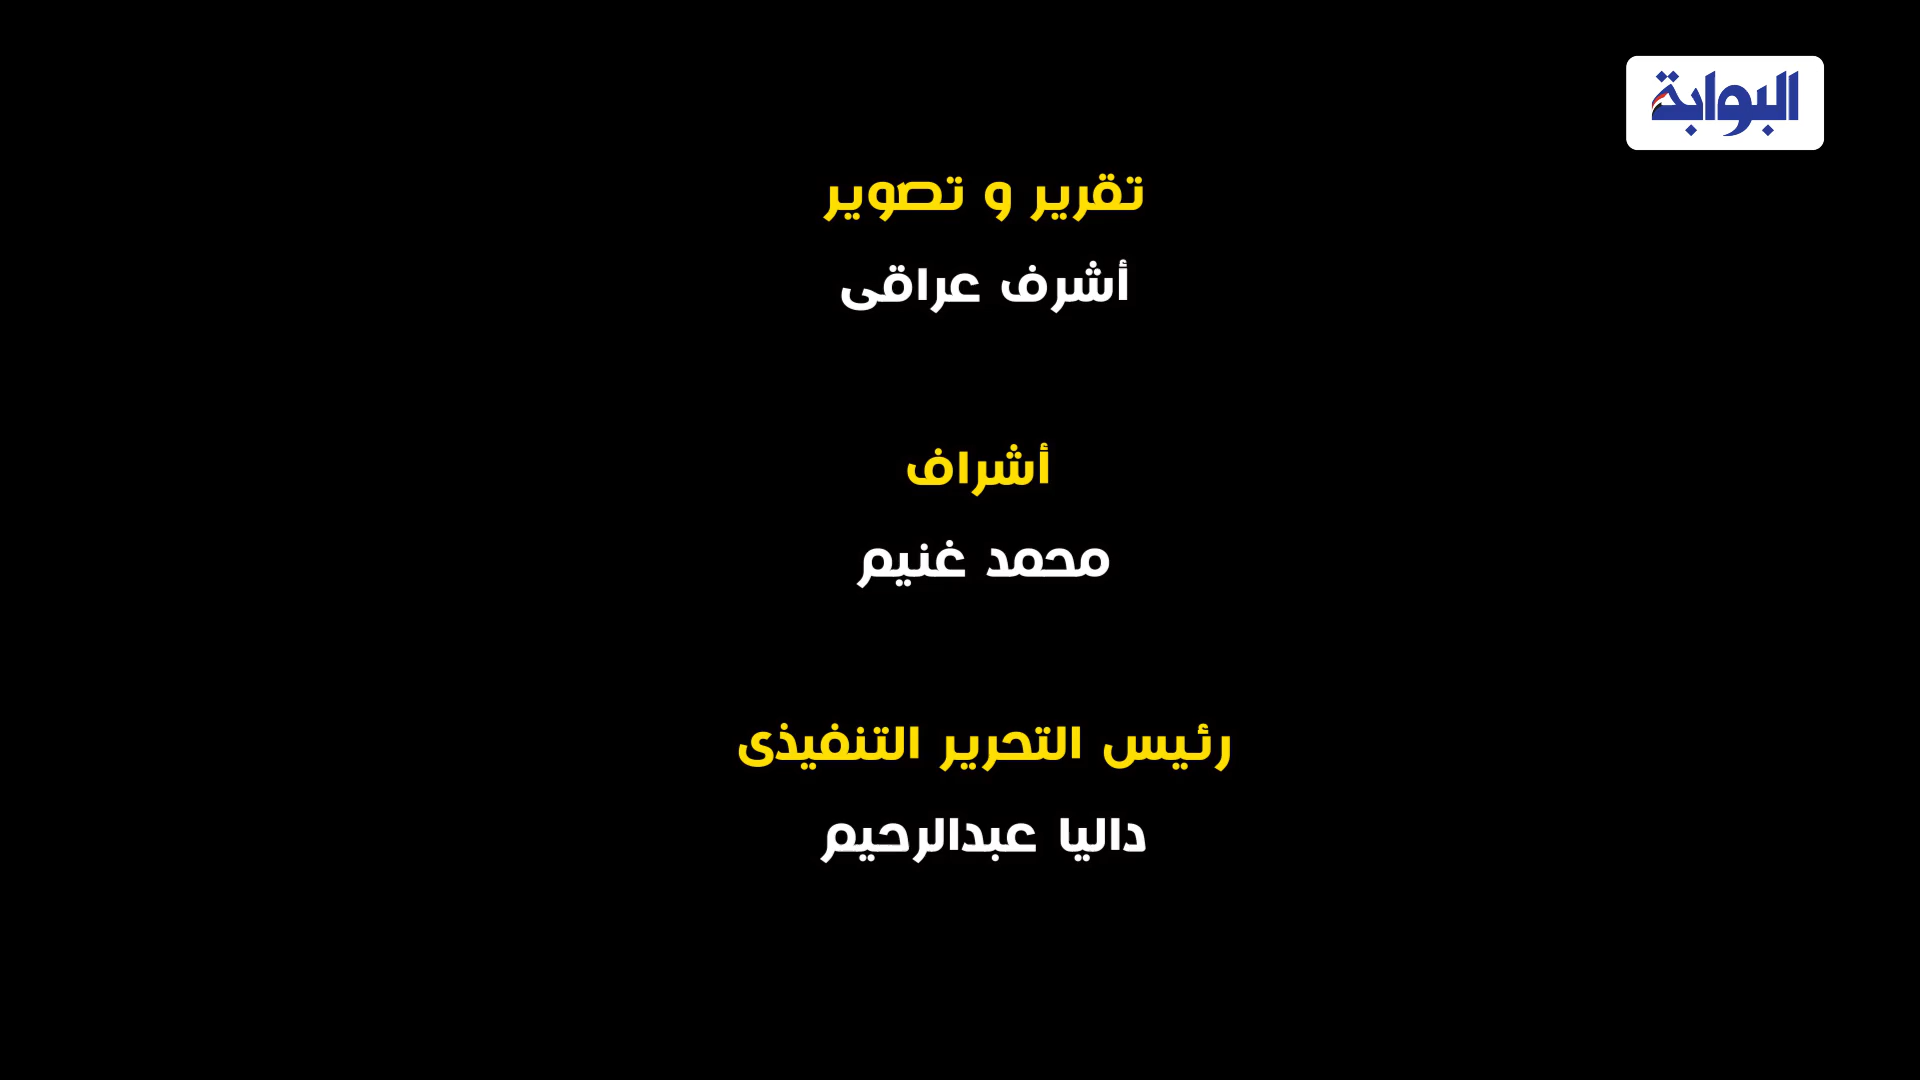 البوابة
تقرير و تصوير
أشرف عراقى
أشراف
محمد غنيم
رئيس التحرير التنفيذى
داليا عبدالرحيم